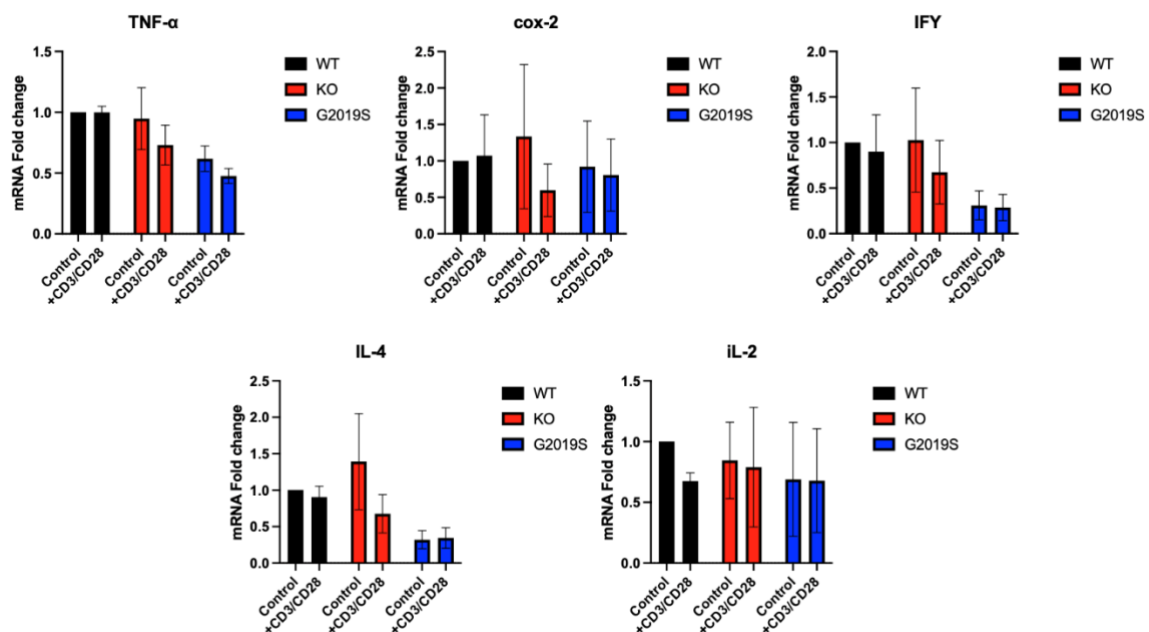 TNF-α
mRNA Fold change
1.5
1.0
0.5
0.0
Control
+CD3/CD28
Control
+CD3/CD28
Control
+CD3/CD28
WT
KO
G2019S
cox-2
mRNA Fold change
2.5
2.0
1.5
1.0
0.5
0.0
Control
+CD3/CD28
Control
+CD3/CD28
Control
+CD3/CD28
WT
KO
G2019S
IFY
mRNA Fold change
2.0
1.5
1.0
0.5
0.0
Control
+CD3/CD28
Control
+CD3/CD28
Control
+CD3/CD28
WT
KO
G2019S
IL-4
mRNA Fold change
2.5
2.0
1.5
1.0
0.5
0.0
Control
+CD3/CD28
Control
+CD3/CD28
Control
+CD3/CD28
WT
KO
G2019S
iL-2
mRNA Fold change
1.5
1.0
0.5
0.0
Control
+CD3/CD28
Control
+CD3/CD28
Control
+CD3/CD28
WT
KO
G2019S